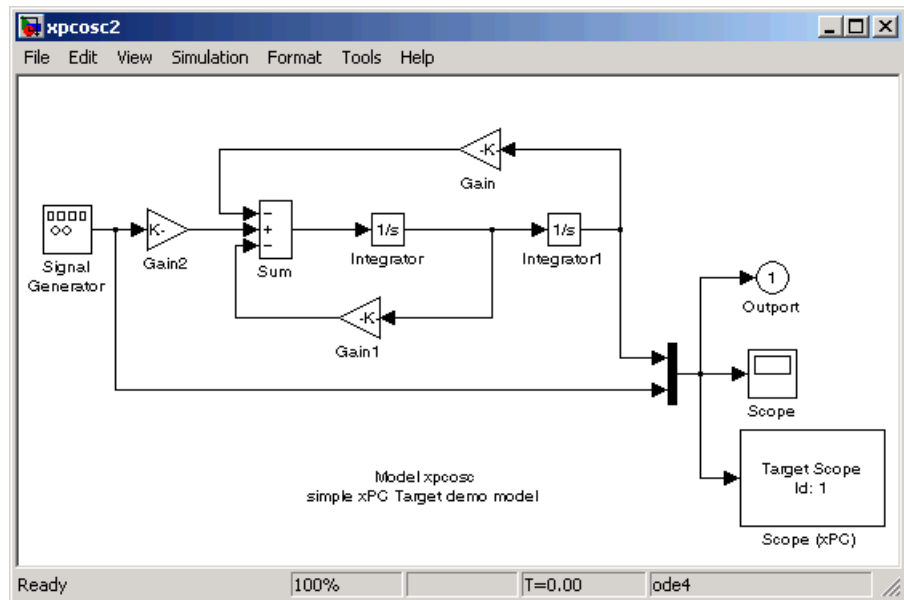 xpcosc2
File Edit View Simulation Format Tools Help
-K-
Gain
Signal
Generator
K-
Gain2
−
+
−
Sum
1/s
Integrator
1/s
Integrator1
-K-
Gain1
1
Outport
Scope
Target Scope
Id: 1
Scope (xPC)
Model xpcosc
simple xPC Target demo model
Ready 100% T=0.00 ode4